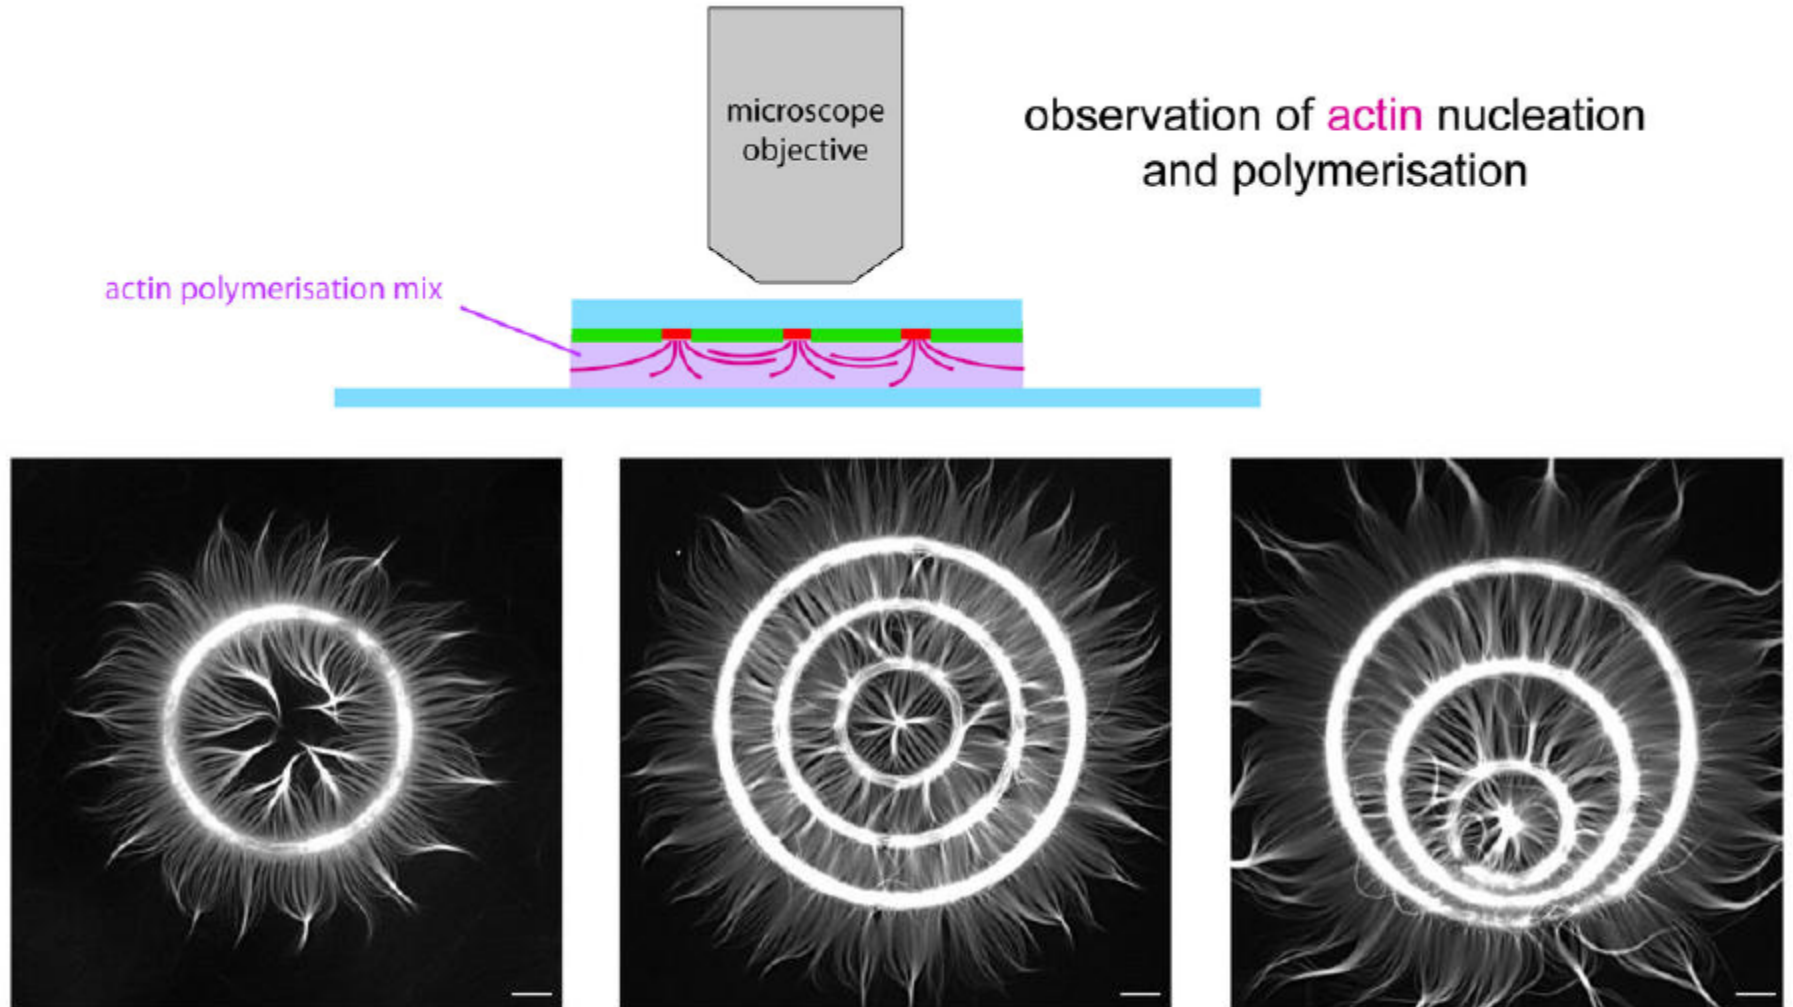 microscope
objective
observation of actin nucleation
and polymerisation
actin polymerisation mix